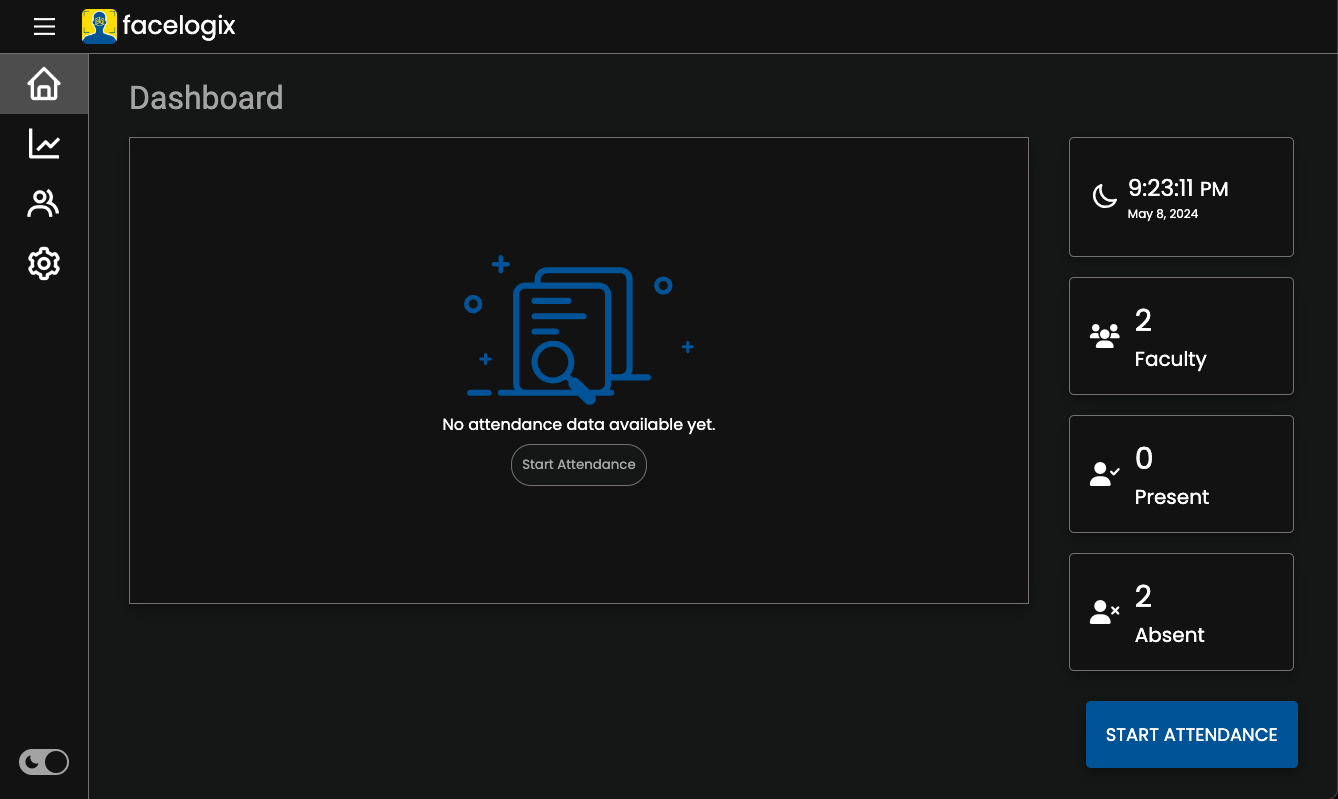 facelogix
Dashboard
No attendance data available yet.
Start Attendance
9:23:11 PM
May 8, 2024
2
Faculty
0
Present
2
Absent
START ATTENDANCE